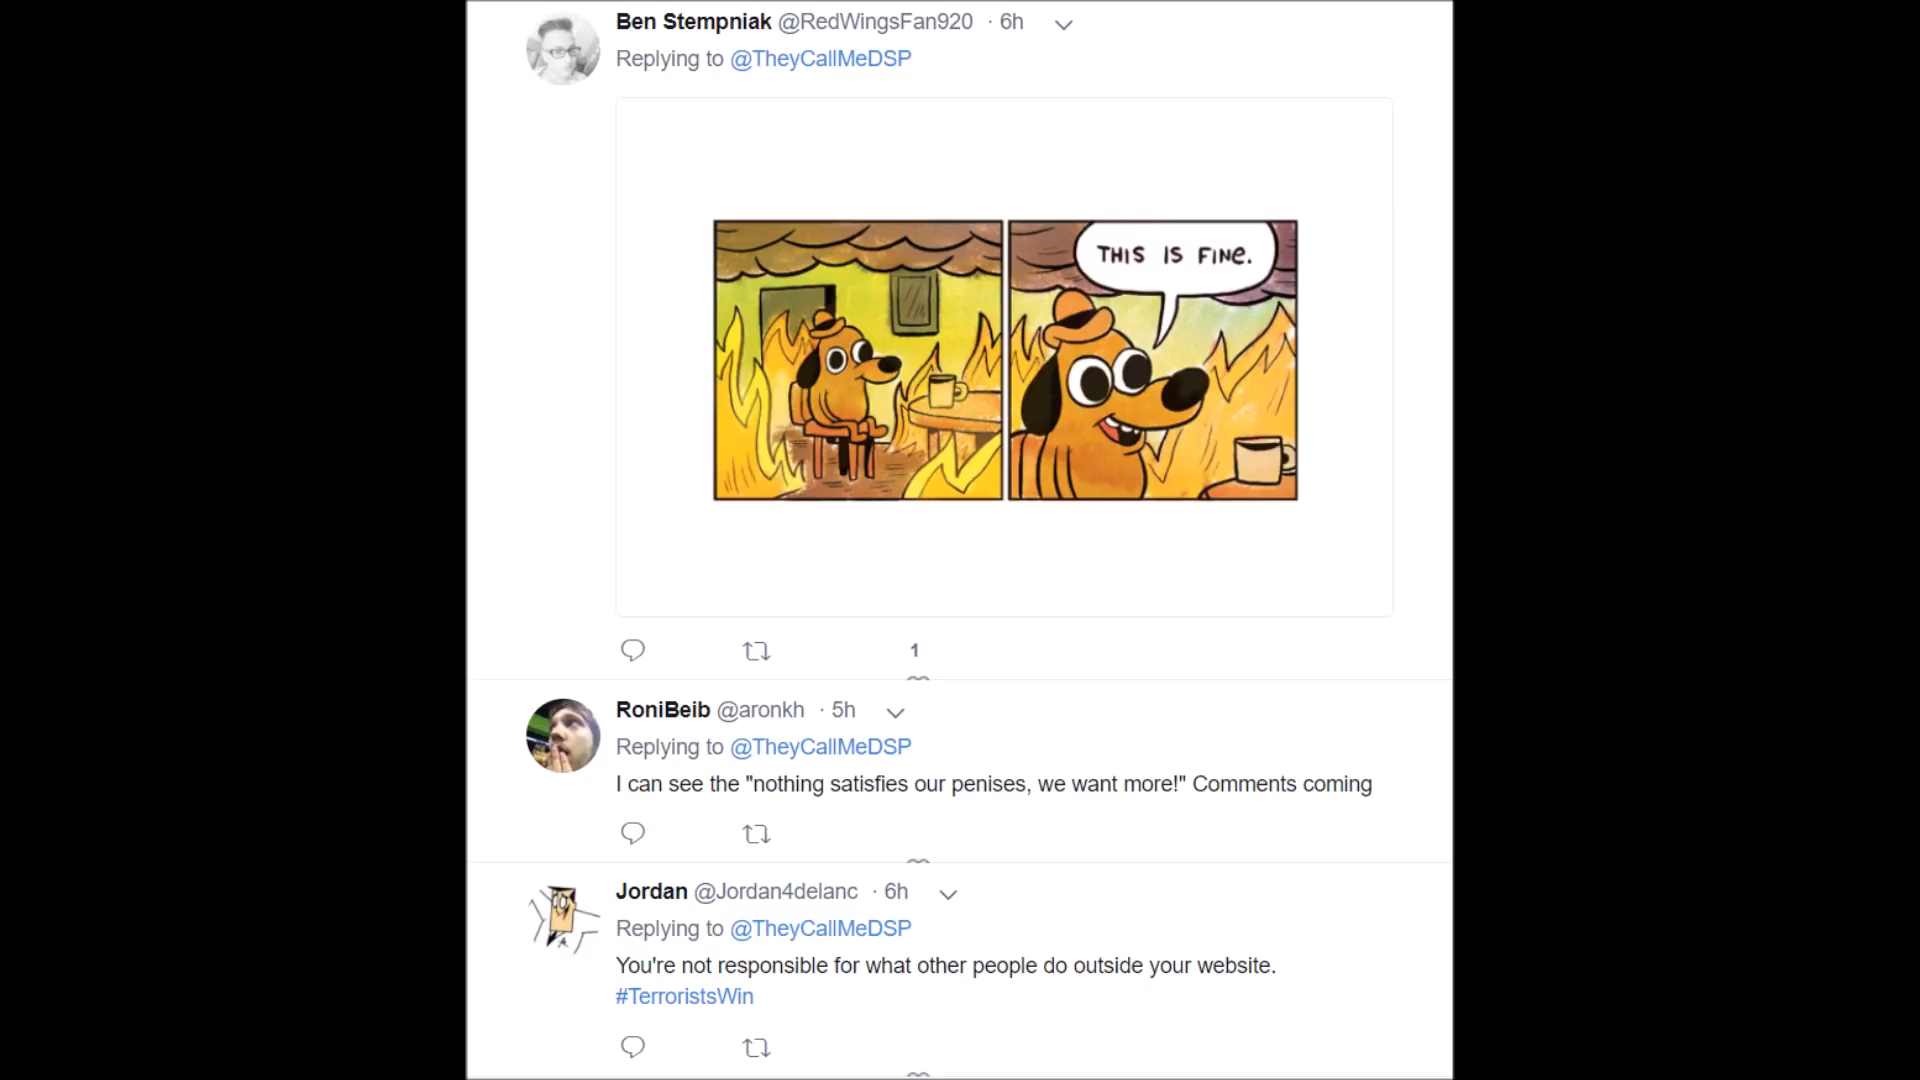 Ben Stempniak @RedWingsFan920 · 6h
Replying to @TheyCallMeDSP
THIS IS FINE.
1
RoniBeib @aronkh · 5h
Replying to @TheyCallMeDSP
I can see the "nothing satisfies our penises, we want more!" Comments coming
Jordan @Jordan4delanc · 6h
Replying to @TheyCallMeDSP
You're not responsible for what other people do outside your website.
#TerroristsWin